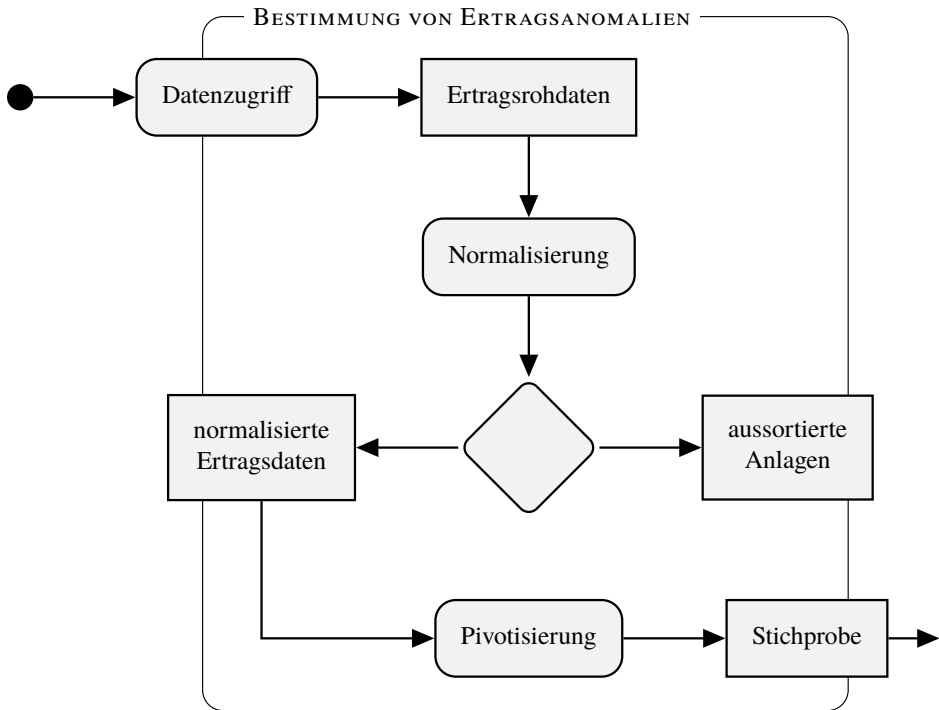 Bestimmung von Ertragsanomalien
Datenzugriff
Ertragsrohdaten
Normalisierung
normalisierte
Ertragsdaten
aussortierte
Anlagen
Pivotisierung
Stichprobe